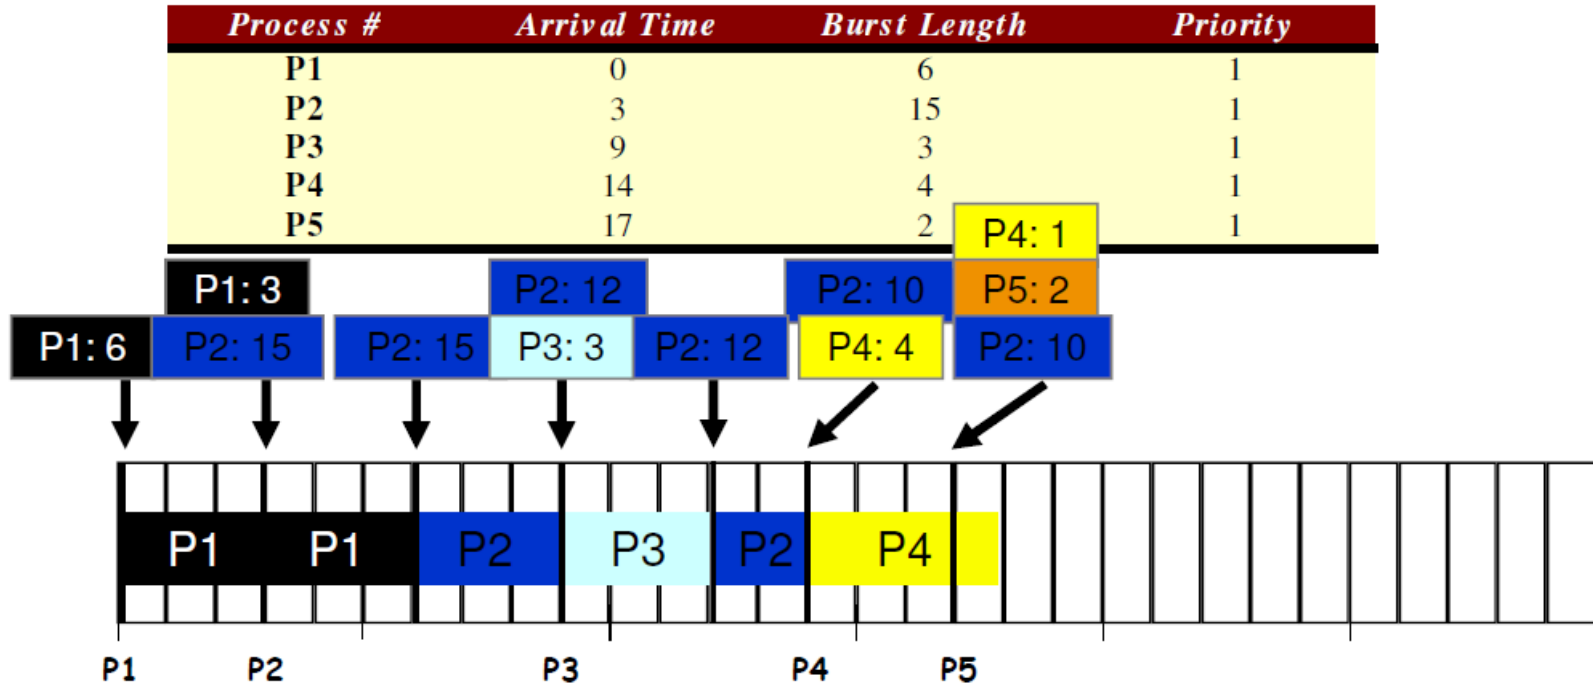 Process # Arrival Time Burst Length Priority
P1 0 6 1
P2 3 15 1
P3 9 3 1
P4 14 4 1
P5 17 2 1
P4: 1
P1: 3 P2: 12 P2: 10 P5: 2
P1: 6 P2: 15 P2: 15 P3: 3 P2: 12 P4: 4 P2: 10
P1 P1 P2 P3 P2 P4
P1 P2 P3 P4 P5